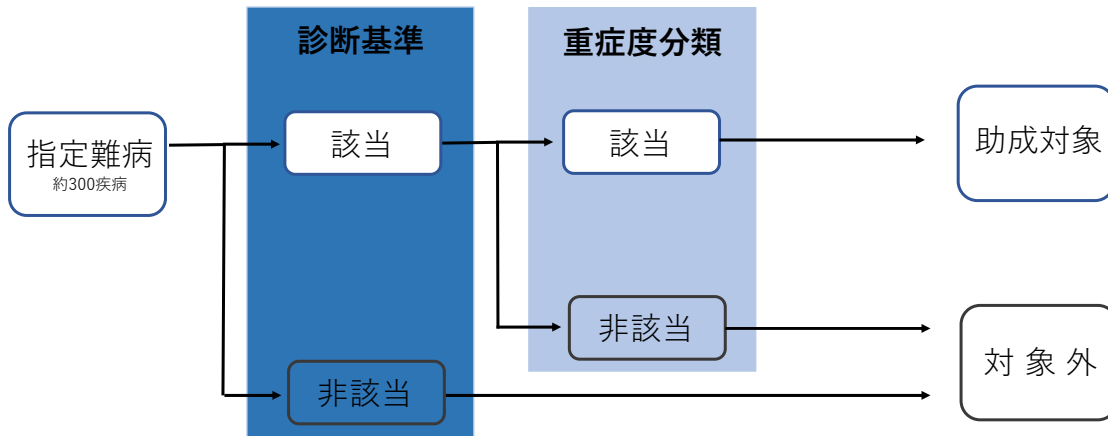 診断基準
重症度分類
指定難病
約300疾病
該当
該当
助成対象
非該当
対象外
非該当